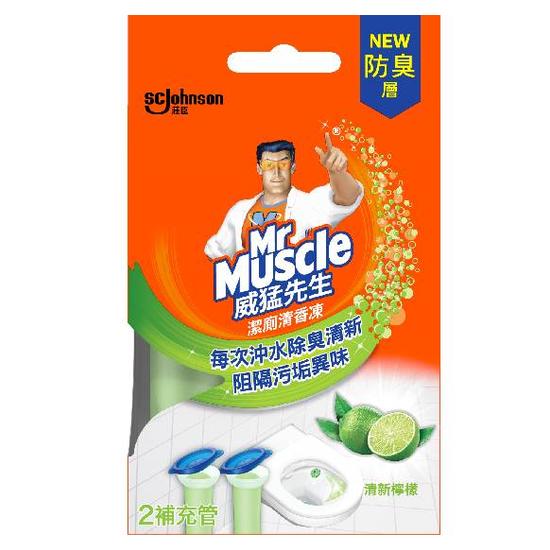 NEW
防臭
層
SCJohnson
莊臣
®
Mr
Muscle
威猛先生
潔廁清香凍
每次沖水除臭清新
阻隔污垢異味
清新檸檬
2補充管